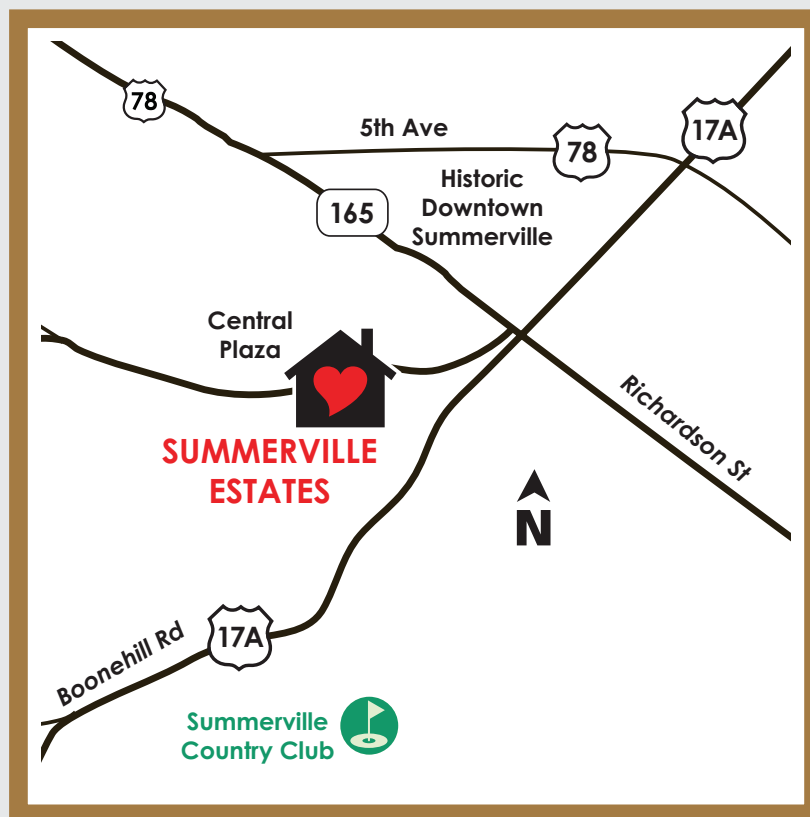 78
5th Ave
78
17A
165
Historic
Downtown
Summerville
Central
Plaza
SUMMERVILLE
ESTATES
Richardson St
N
Boonehill Rd
17A
Summerville
Country Club